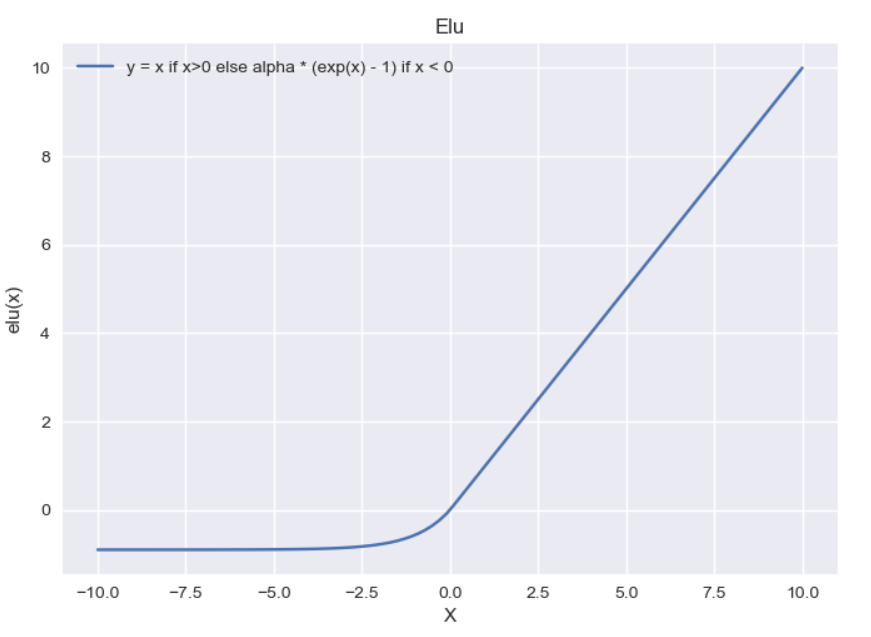 Elu
y = x if x>0 else alpha * (exp(x) - 1) if x < 0
10
8
6
4
2
0
elu(x)
−10.0 −7.5 −5.0 −2.5 0.0 2.5 5.0 7.5 10.0
X